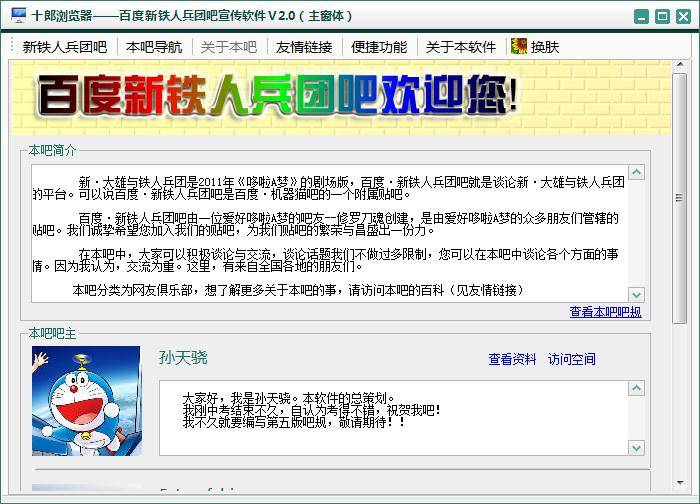 十郎浏览器——百度新铁人兵团吧宣传软件V2.0（主窗体）
新铁人兵团吧 本吧导航 关于本吧 友情链接 便捷功能 关于本软件 换肤
百度新铁人兵团吧欢迎您!
本吧简介
新·大雄与铁人兵团是2011年《哆啦A梦》的剧场版，百度·新铁人兵团吧就是谈论新·大雄与铁人兵团
的平台。可以说百度·新铁人兵团吧是百度·机器猫吧的一个附属贴吧。
百度·新铁人兵团吧由一位爱好哆啦A梦的吧友--修罗刀魂创建，是由爱好哆啦A梦的众多朋友们管辖的
贴吧。我们诚挚希望您加入我们的贴吧，为我们贴吧的繁荣与昌盛出一份力。
在本吧中，大家可以积极谈论与交流，谈论话题我们不做过多限制，您可以在本吧中谈论各个方面的事
情。因为我认为，交流为重。这里，有来自全国各地的朋友们。
本吧分类为网友俱乐部，想了解更多关于本吧的事，请访问本吧的百科（见友情链接）
查看本吧吧规
本吧吧主
孙天骁 查看资料 访问空间
大家好，我是孙天骁。本软件的总策划。
我刚中考结束不久，自认为考得不错，祝贺我吧！
我不久就要编写第五版吧规，敬请期待！！